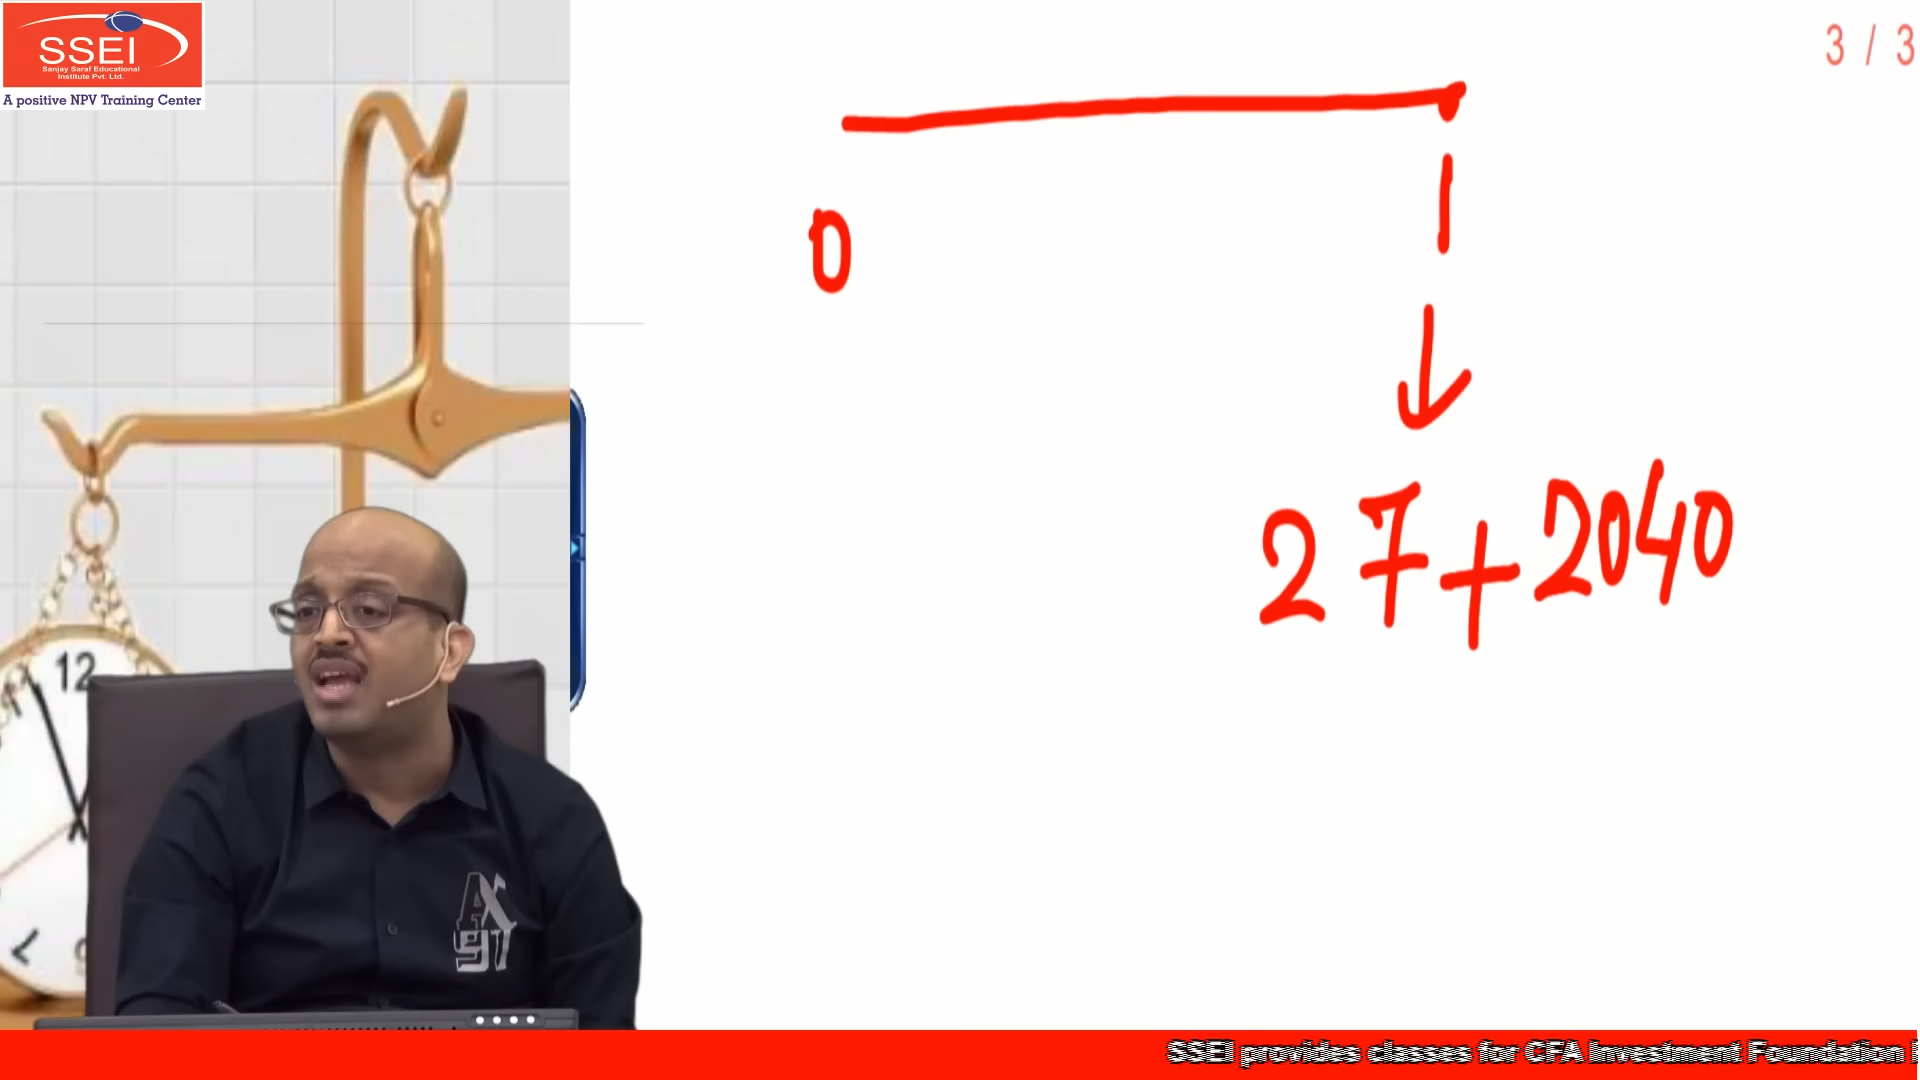 SSEI
Sanjay Saraf Educational
Institute Pvt. Ltd.
A positive NPV Training Center
3 / 3
0
1
27+2040
12
SSEI provides classes for CFA Investment Foundation